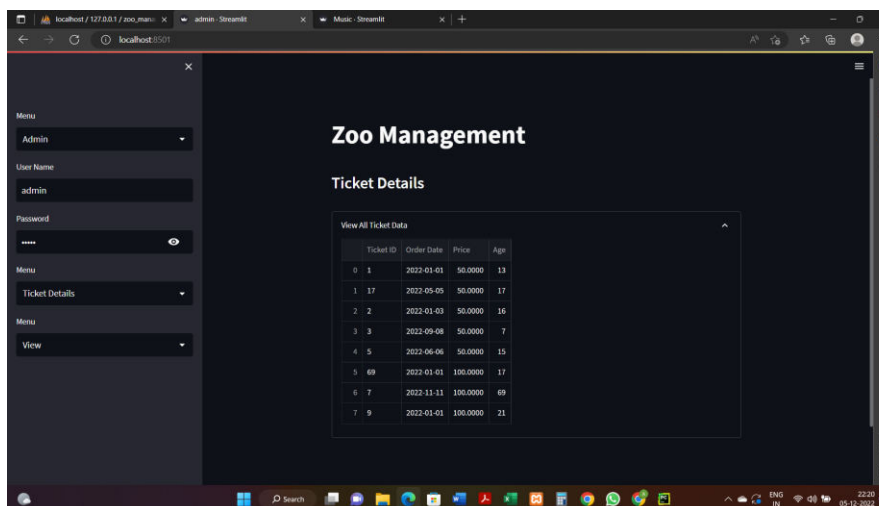 localhost / 127.0.0.1 / zoo_mana
admin · Streamlit
Music · Streamlit
localhost:8501
Menu
Admin
User Name
admin
Password
•••••
Menu
Ticket Details
Menu
View
Zoo Management
Ticket Details
View All Ticket Data
Ticket ID Order Date Price Age
0 1 2022-01-01 50.0000 13
1 17 2022-05-05 50.0000 17
2 2 2022-01-03 50.0000 16
3 3 2022-09-08 50.0000 7
4 5 2022-06-06 50.0000 15
5 69 2022-01-01 100.0000 17
6 7 2022-11-11 100.0000 69
7 9 2022-01-01 100.0000 21
Search
ENG
IN
22:20
05-12-2022